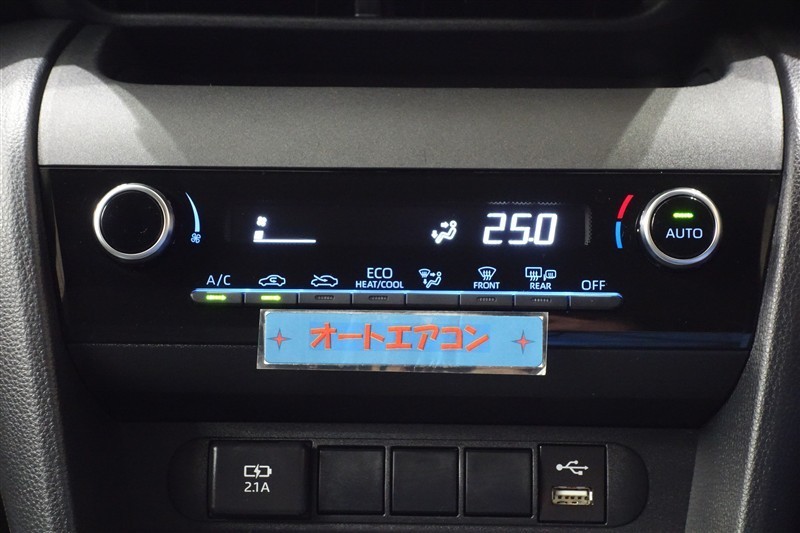 25.0
AUTO
A/C
ECO
HEAT/COOL
FRONT
REAR
OFF
オートエアコン
2.1A